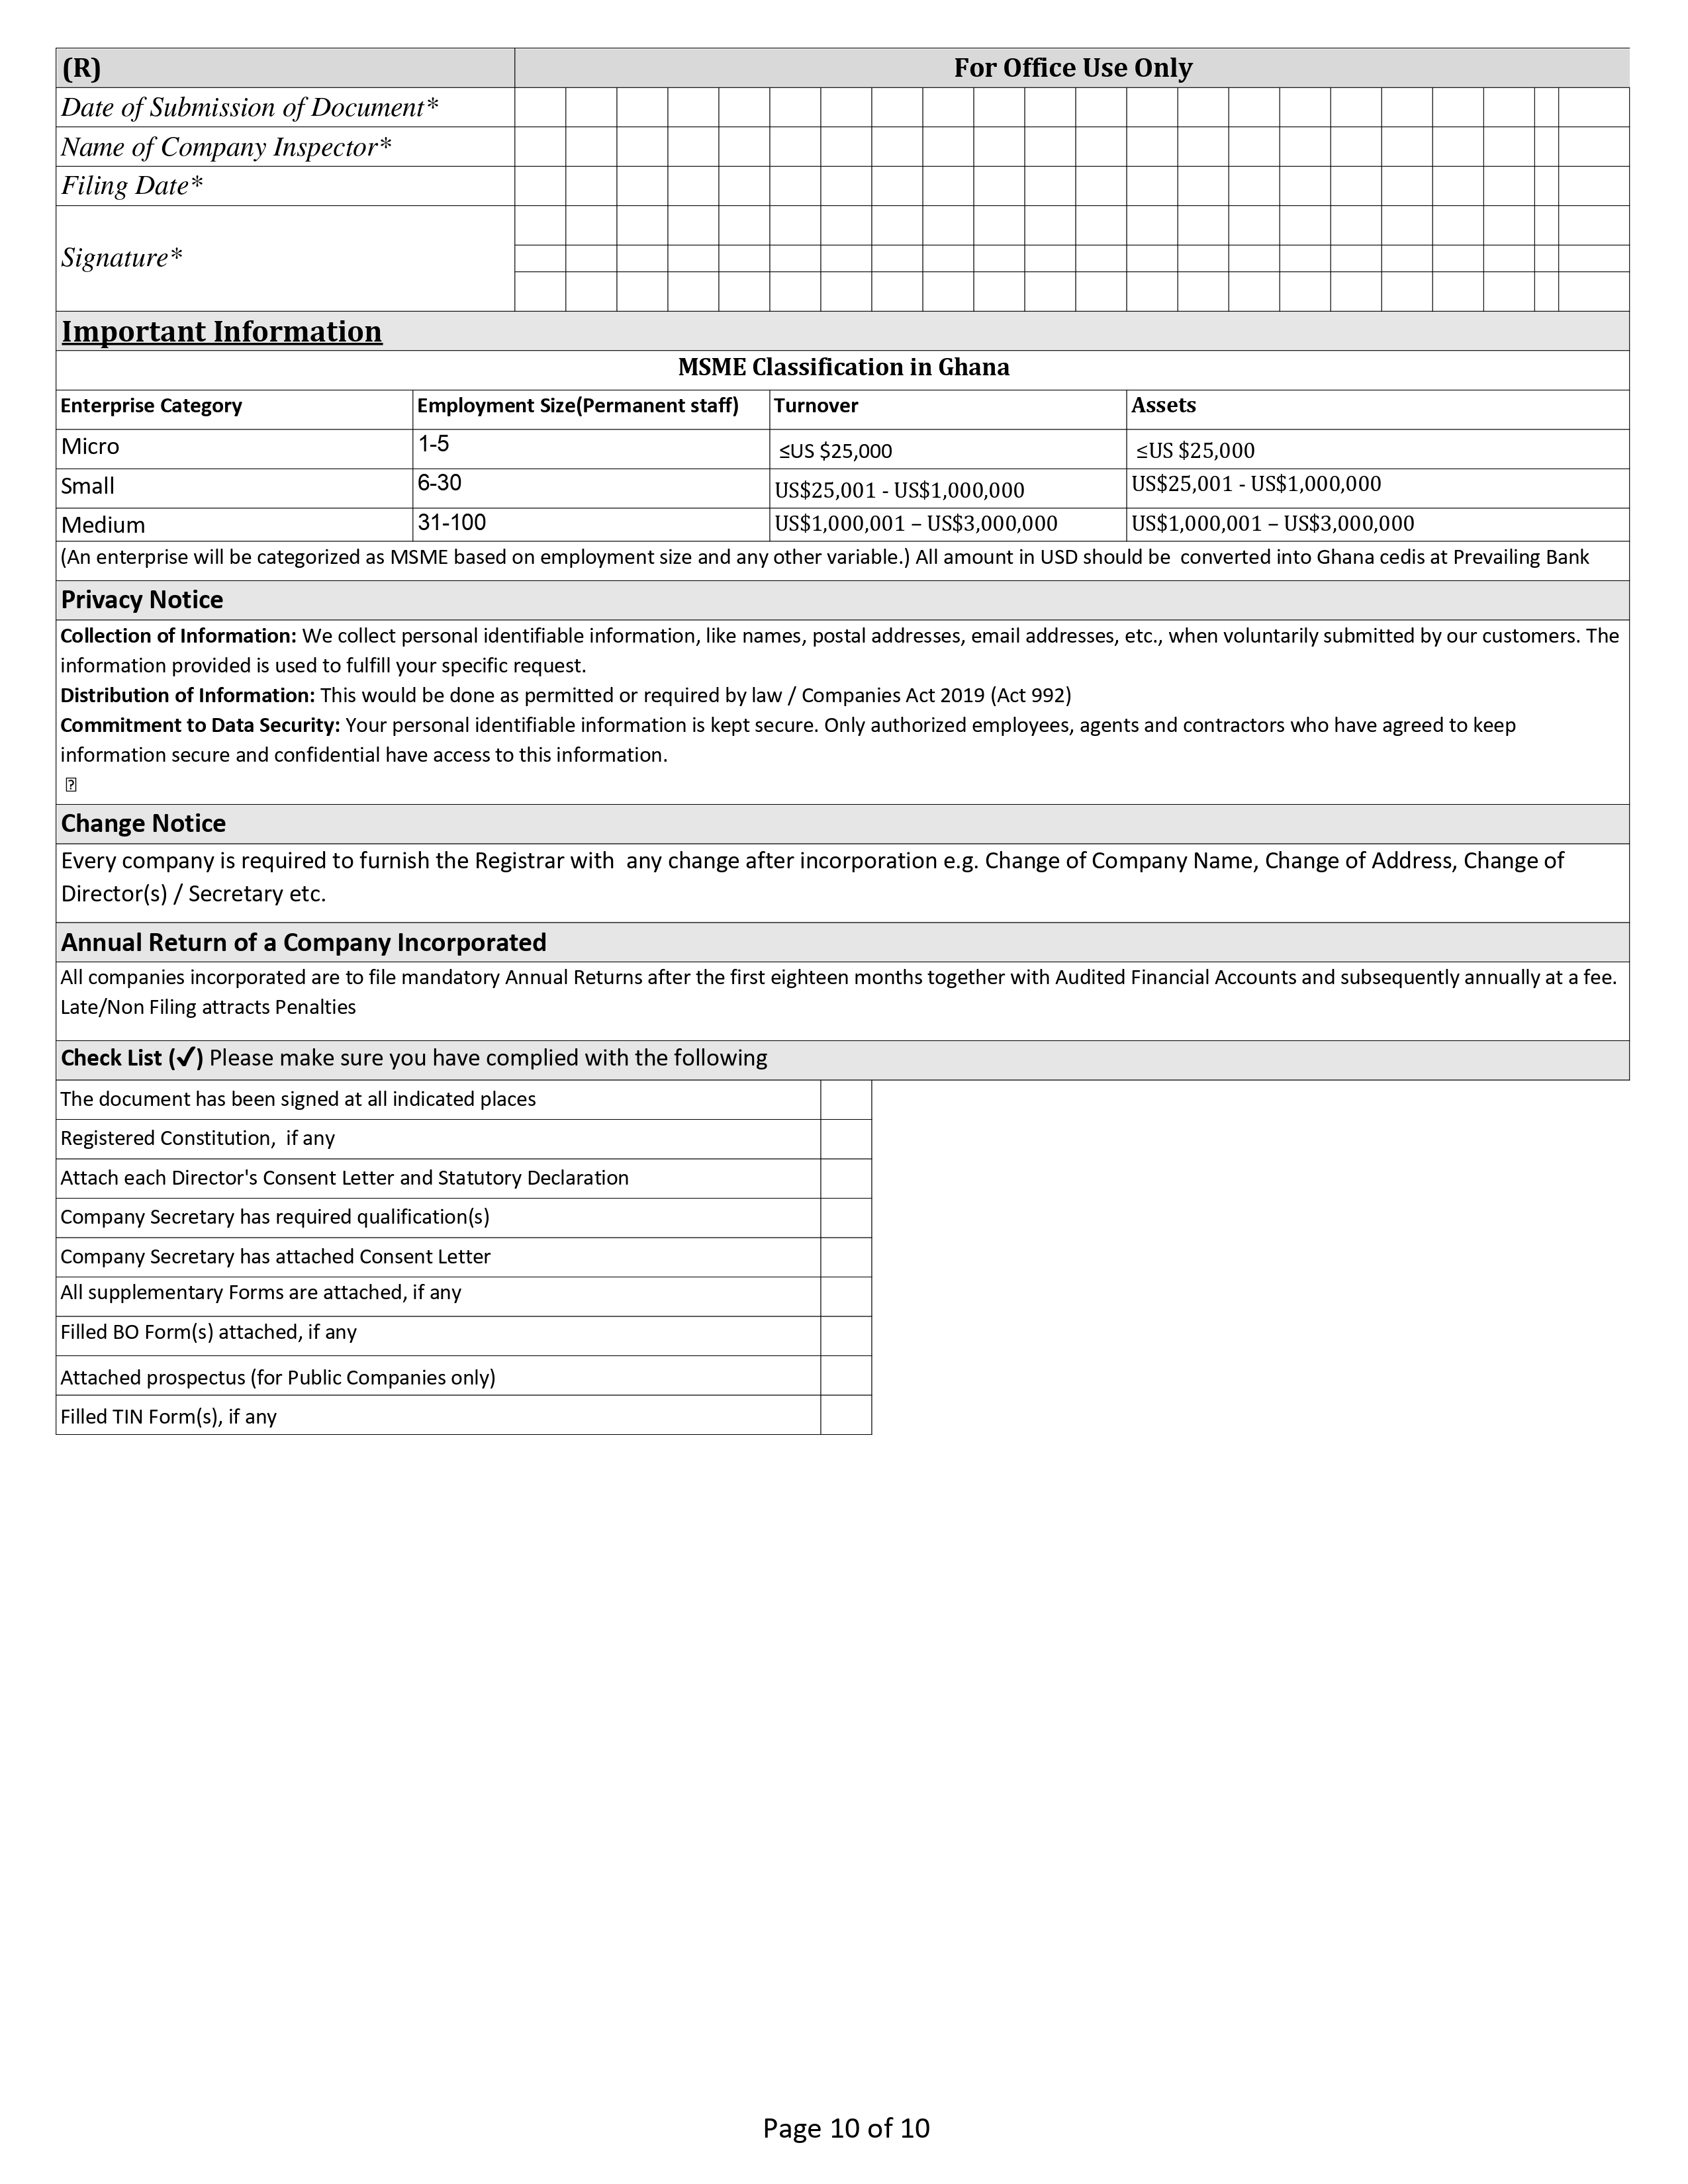 (R) For Office Use Only
Date of Submission of Document*
Name of Company Inspector*
Filing Date*
Signature*
Important Information
MSME Classification in Ghana
Enterprise Category Employment Size(Permanent staff) Turnover Assets
Micro 1-5 ≤US $25,000 ≤US $25,000
Small 6-30 US$25,001 - US$1,000,000 US$25,001 - US$1,000,000
Medium 31-100 US$1,000,001 – US$3,000,000 US$1,000,001 – US$3,000,000
(An enterprise will be categorized as MSME based on employment size and any other variable.) All amount in USD should be  converted into Ghana cedis at Prevailing Bank
Privacy Notice
Collection of Information: We collect personal identifiable information, like names, postal addresses, email addresses, etc., when voluntarily submitted by our customers. The
information provided is used to fulfill your specific request.
Distribution of Information: This would be done as permitted or required by law / Companies Act 2019 (Act 992)
Commitment to Data Security: Your personal identifiable information is kept secure. Only authorized employees, agents and contractors who have agreed to keep
information secure and confidential have access to this information.
Change Notice
Every company is required to furnish the Registrar with  any change after incorporation e.g. Change of Company Name, Change of Address, Change of
Director(s) / Secretary etc.
Annual Return of a Company Incorporated
All companies incorporated are to file mandatory Annual Returns after the first eighteen months together with Audited Financial Accounts and subsequently annually at a fee.
Late/Non Filing attracts Penalties
Check List (✓) Please make sure you have complied with the following
The document has been signed at all indicated places
Registered Constitution,  if any
Attach each Director's Consent Letter and Statutory Declaration
Company Secretary has required qualification(s)
Company Secretary has attached Consent Letter
All supplementary Forms are attached, if any
Filled BO Form(s) attached, if any
Attached prospectus (for Public Companies only)
Filled TIN Form(s), if any
Page 10 of 10